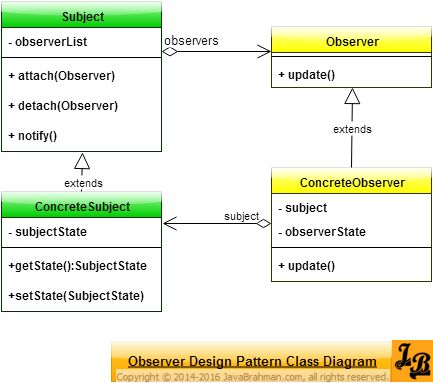 Subject
- observerList
+ attach(Observer)
+ detach(Observer)
+ notify()
observers
Observer
+ update()
extends
extends
ConcreteSubject
- subjectState
+getState():SubjectState
+setState(SubjectState)
subject
ConcreteObserver
- subject
- observerState
+ update()
Observer Design Pattern Class Diagram
Copyright © 2014-2016 JavaBrahman.com, all rights reserved.
JB